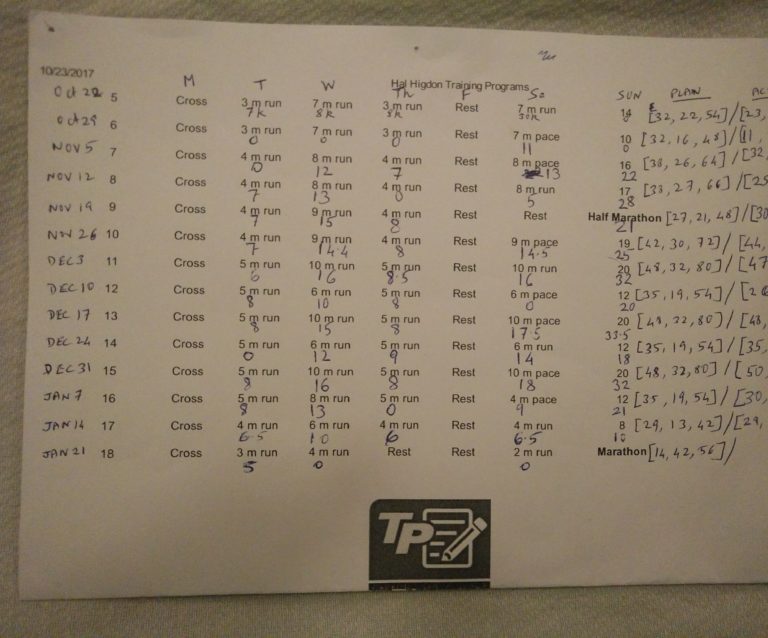 10/23/2017
Hal Higdon Training Programs
M T W Th F Sa SUN PLAN
Oct 22 5 Cross 3 m run 7 m run 3 m run Rest 7 m run 14 [32, 22, 54]/[23,
7k 8k 8k 30k 0
Oct 29 6 Cross 3 m run 7 m run 3 m run Rest 7 m pace 10 [32, 16, 48]/[11,
0 0 0 11 0
NOV 5 7 Cross 4 m run 8 m run 4 m run Rest 8 m pace 16 [38, 26, 64]/[32,
0 12 7 13 22
NOV 12 8 Cross 4 m run 8 m run 4 m run Rest 8 m run 17 [33, 27, 66]/[25
7 13 0 5 28
NOV 19 9 Cross 4 m run 9 m run 4 m run Rest Rest Half Marathon [27, 21, 48]/[30
7 15 8 21
NOV 26 10 Cross 4 m run 9 m run 4 m run Rest 9 m pace 19 [42, 30, 72]/[44,
7 14.4 8 14.5 25
DEC 3 11 Cross 5 m run 10 m run 5 m run Rest 10 m run 20 [48, 32, 80]/[47
6 16 8.5 16 32
DEC 10 12 Cross 5 m run 6 m run 5 m run Rest 6 m pace 12 [35, 19, 54]/[26
8 10 8 0 20
DEC 17 13 Cross 5 m run 10 m run 5 m run Rest 10 m pace 20 [48, 32, 80]/[48,
8 15 8 17.5 33.5
DEC 24 14 Cross 5 m run 6 m run 5 m run Rest 6 m run 12 [35, 19, 54]/[35,
0 12 9 14 18
DEC 31 15 Cross 5 m run 10 m run 5 m run Rest 10 m pace 20 [48, 32, 80]/[50,
8 16 8 18 32
JAN 7 16 Cross 5 m run 8 m run 5 m run Rest 4 m pace 12 [35, 19, 54]/[30,
8 13 0 9 21
JAN 14 17 Cross 4 m run 6 m run 4 m run Rest 4 m run 8 [29, 13, 42]/[29,
6.5 10 6 6.5 10
JAN 21 18 Cross 3 m run 4 m run Rest Rest 2 m run Marathon [14, 42, 56]/
5 0 0
TP